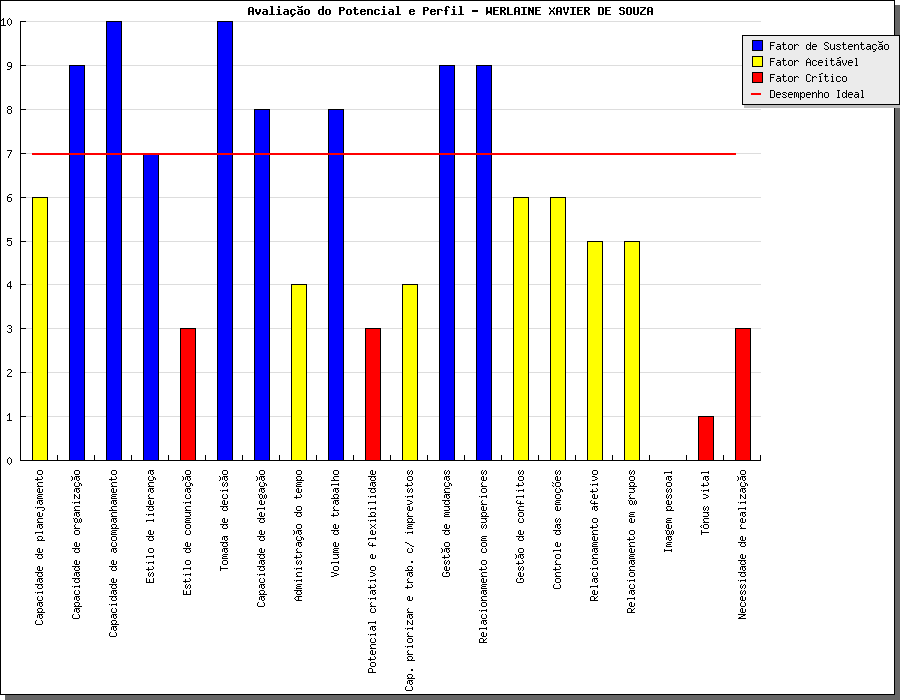 Avaliação do Potencial e Perfil - WERLAINE XAVIER DE SOUZA
Fator de Sustentação
Fator Aceitável
Fator Crítico
Desempenho Ideal
10
9
8
7
6
5
4
3
2
1
0
Capacidade de planejamento
Capacidade de organização
Capacidade de acompanhamento
Estilo de liderança
Estilo de comunicação
Tomada de decisão
Capacidade de delegação
Administração do tempo
Volume de trabalho
Potencial criativo e flexibilidade
Cap. priorizar e trab. c/ imprevistos
Gestão de mudanças
Relacionamento com superiores
Gestão de conflitos
Controle das emoções
Relacionamento afetivo
Relacionamento em grupos
Imagem pessoal
Tônus vital
Necessidade de realização